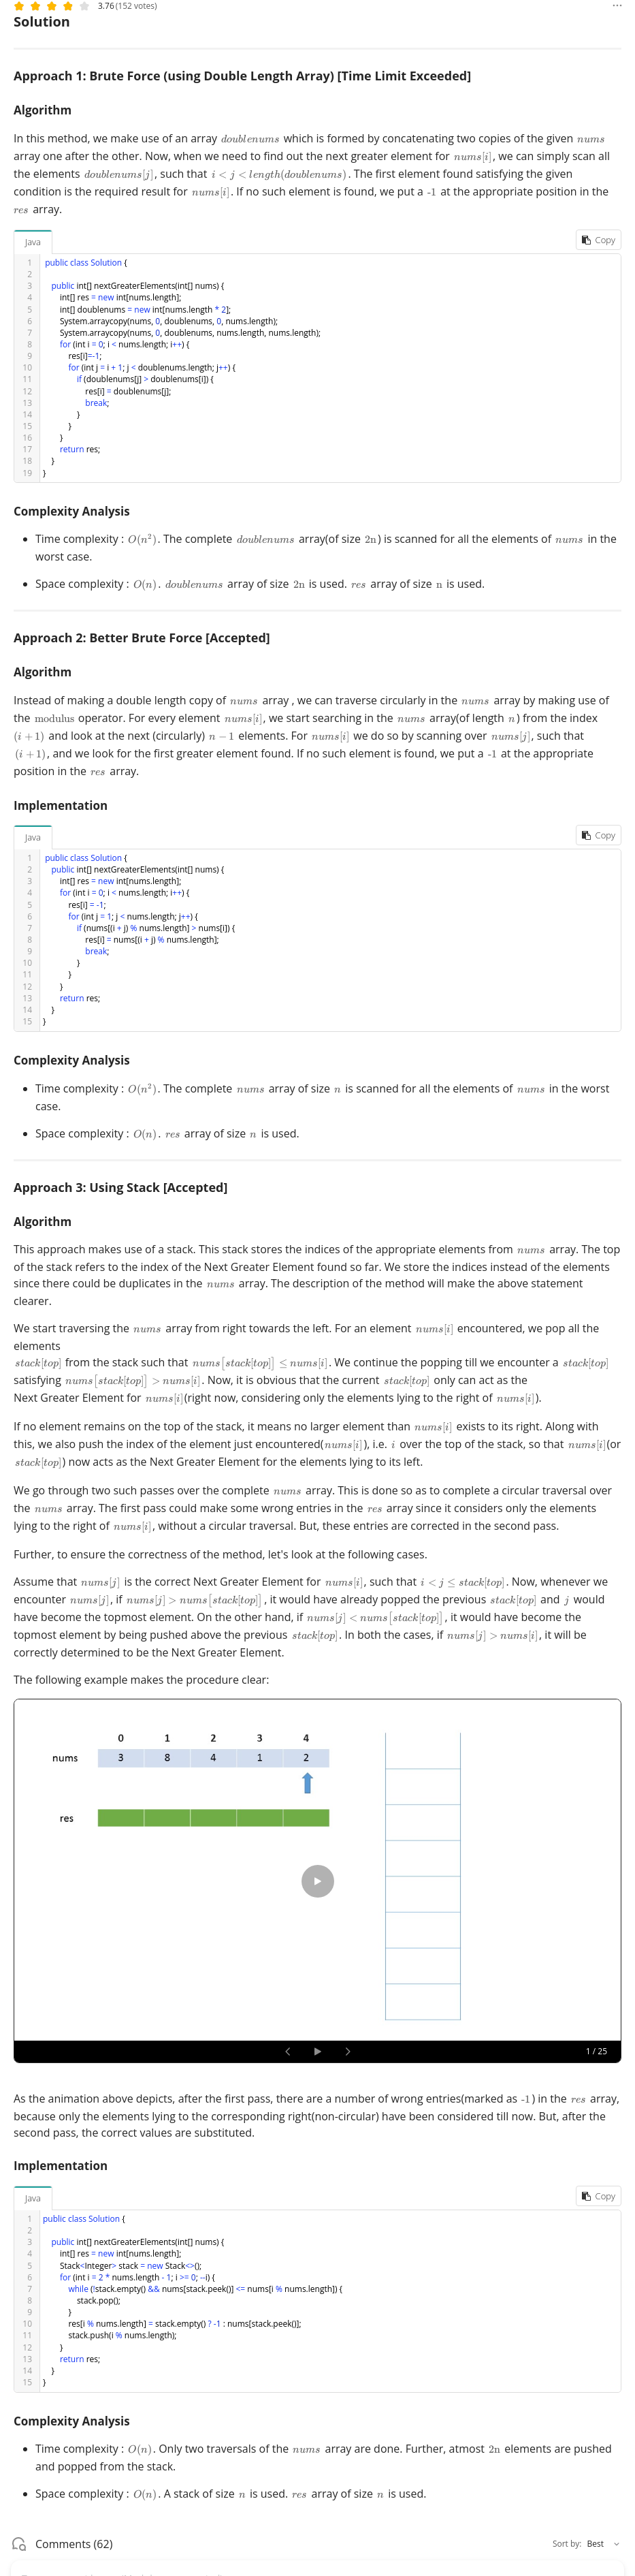 3.76 (152 votes)
Solution
Approach 1: Brute Force (using Double Length Array) [Time Limit Exceeded]
Algorithm
In this method, we make use of an array doublenums which is formed by concatenating two copies of the given nums
array one after the other. Now, when we need to find out the next greater element for nums[i], we can simply scan all
the elements doublenums[j], such that i < j < length(doublenums). The first element found satisfying the given
condition is the required result for nums[i]. If no such element is found, we put a -1 at the appropriate position in the
res array.
Java
Copy
1 public class Solution {
2
3 public int[] nextGreaterElements(int[] nums) {
4 int[] res = new int[nums.length];
5 int[] doublenums = new int[nums.length * 2];
6 System.arraycopy(nums, 0, doublenums, 0, nums.length);
7 System.arraycopy(nums, 0, doublenums, nums.length, nums.length);
8 for (int i = 0; i < nums.length; i++) {
9 res[i]=-1;
10 for (int j = i + 1; j < doublenums.length; j++) {
11 if (doublenums[j] > doublenums[i]) {
12 res[i] = doublenums[j];
13 break;
14 }
15 }
16 }
17 return res;
18 }
19 }
Complexity Analysis
• Time complexity : O(n²). The complete doublenums array(of size 2n) is scanned for all the elements of nums in the
worst case.
• Space complexity : O(n). doublenums array of size 2n is used. res array of size n is used.
Approach 2: Better Brute Force [Accepted]
Algorithm
Instead of making a double length copy of nums array , we can traverse circularly in the nums array by making use of
the modulus operator. For every element nums[i], we start searching in the nums array(of length n) from the index
(i + 1) and look at the next (circularly) n − 1 elements. For nums[i] we do so by scanning over nums[j], such that
(i + 1), and we look for the first greater element found. If no such element is found, we put a -1 at the appropriate
position in the res array.
Implementation
Java
Copy
1 public class Solution {
2 public int[] nextGreaterElements(int[] nums) {
3 int[] res = new int[nums.length];
4 for (int i = 0; i < nums.length; i++) {
5 res[i] = -1;
6 for (int j = 1; j < nums.length; j++) {
7 if (nums[(i + j) % nums.length] > nums[i]) {
8 res[i] = nums[(i + j) % nums.length];
9 break;
10 }
11 }
12 }
13 return res;
14 }
15 }
Complexity Analysis
• Time complexity : O(n²). The complete nums array of size n is scanned for all the elements of nums in the worst
case.
• Space complexity : O(n). res array of size n is used.
Approach 3: Using Stack [Accepted]
Algorithm
This approach makes use of a stack. This stack stores the indices of the appropriate elements from nums array. The top
of the stack refers to the index of the Next Greater Element found so far. We store the indices instead of the elements
since there could be duplicates in the nums array. The description of the method will make the above statement
clearer.
We start traversing the nums array from right towards the left. For an element nums[i] encountered, we pop all the
elements
stack[top] from the stack such that nums[stack[top]] ≤ nums[i]. We continue the popping till we encounter a stack[top]
satisfying nums[stack[top]] > nums[i]. Now, it is obvious that the current stack[top] only can act as the
Next Greater Element for nums[i](right now, considering only the elements lying to the right of nums[i]).
If no element remains on the top of the stack, it means no larger element than nums[i] exists to its right. Along with
this, we also push the index of the element just encountered(nums[i]), i.e. i over the top of the stack, so that nums[i](or
stack[top]) now acts as the Next Greater Element for the elements lying to its left.
We go through two such passes over the complete nums array. This is done so as to complete a circular traversal over
the nums array. The first pass could make some wrong entries in the res array since it considers only the elements
lying to the right of nums[i], without a circular traversal. But, these entries are corrected in the second pass.
Further, to ensure the correctness of the method, let's look at the following cases.
Assume that nums[j] is the correct Next Greater Element for nums[i], such that i < j ≤ stack[top]. Now, whenever we
encounter nums[j], if nums[j] > nums[stack[top]], it would have already popped the previous stack[top] and j would
have become the topmost element. On the other hand, if nums[j] < nums[stack[top]], it would have become the
topmost element by being pushed above the previous stack[top]. In both the cases, if nums[j] > nums[i], it will be
correctly determined to be the Next Greater Element.
The following example makes the procedure clear:
0 1 2 3 4
nums 3 8 4 1 2
res
1 / 25
As the animation above depicts, after the first pass, there are a number of wrong entries(marked as -1) in the res array,
because only the elements lying to the corresponding right(non-circular) have been considered till now. But, after the
second pass, the correct values are substituted.
Implementation
Java
Copy
1 public class Solution {
2
3 public int[] nextGreaterElements(int[] nums) {
4 int[] res = new int[nums.length];
5 Stack<Integer> stack = new Stack<>();
6 for (int i = 2 * nums.length - 1; i >= 0; --i) {
7 while (!stack.empty() && nums[stack.peek()] <= nums[i % nums.length]) {
8 stack.pop();
9 }
10 res[i % nums.length] = stack.empty() ? -1 : nums[stack.peek()];
11 stack.push(i % nums.length);
12 }
13 return res;
14 }
15 }
Complexity Analysis
• Time complexity : O(n). Only two traversals of the nums array are done. Further, atmost 2n elements are pushed
and popped from the stack.
• Space complexity : O(n). A stack of size n is used. res array of size n is used.
Comments (62)
Sort by: Best